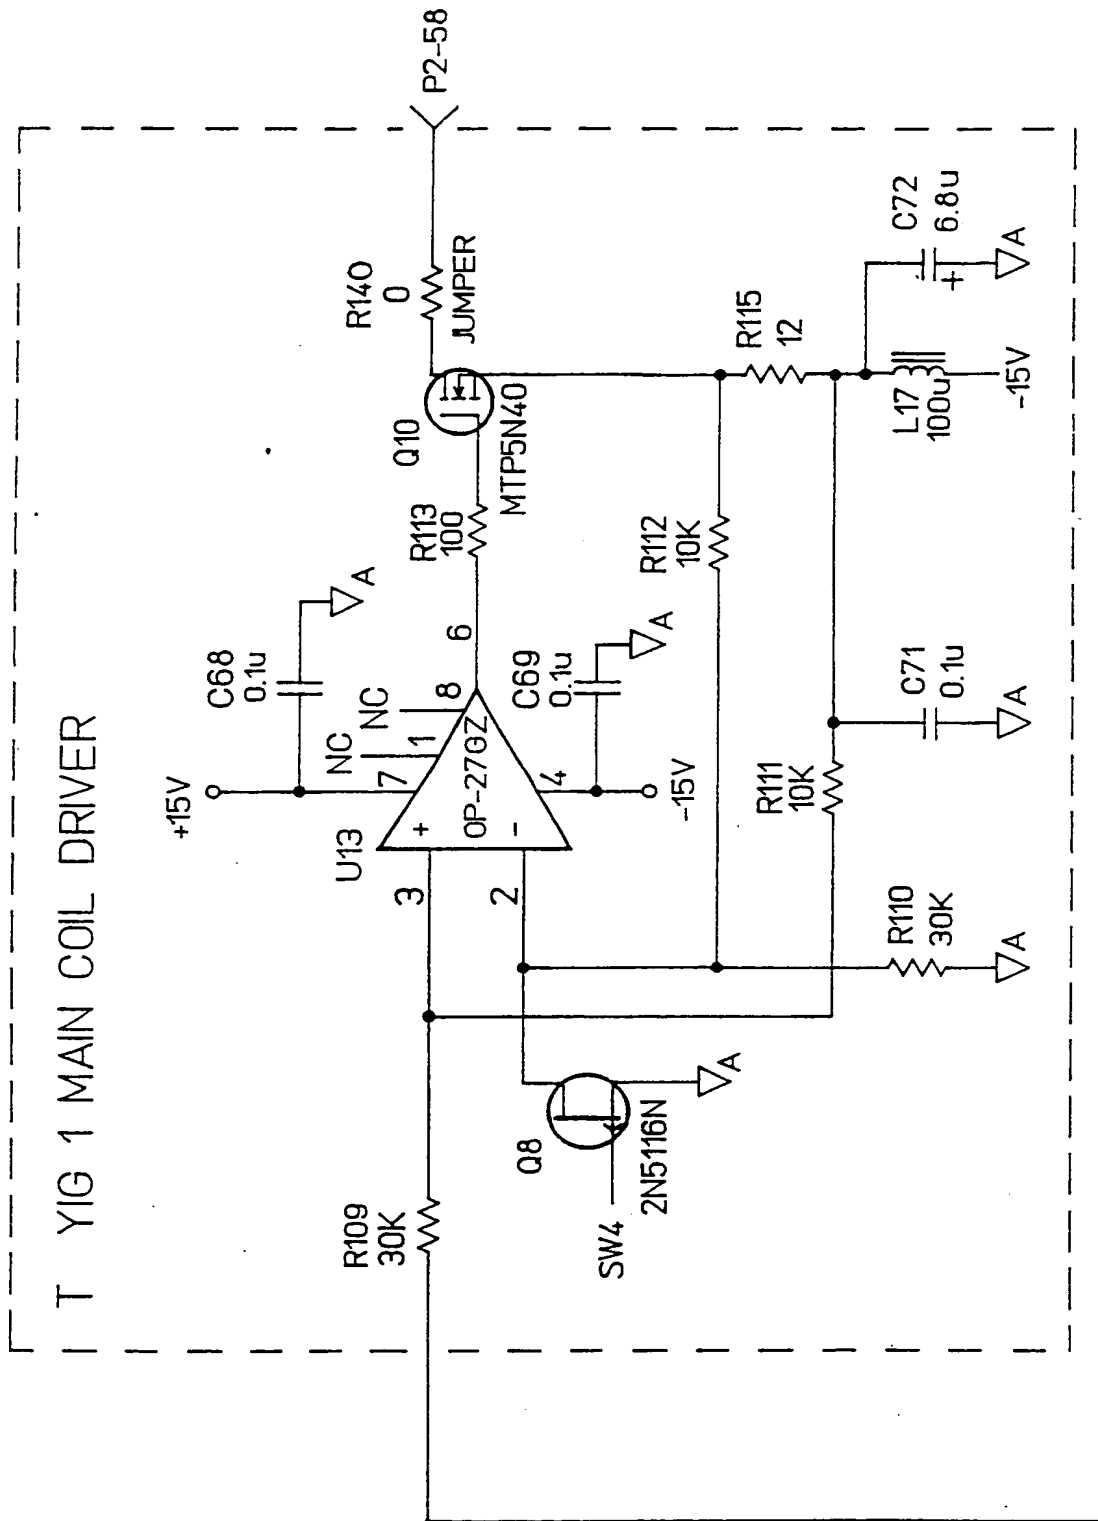 T YIG 1 MAIN COIL DRIVER
+15V
C68
0.1u
A
NC
NC
7
1
8
U13
3
+
OP-27GZ
2
-
6
4
C69
0.1u
A
-15V
R113
100
Q10
MTP5N40
R140
0
JUMPER
P2-58
R109
30K
Q8
SW4
2N5116N
A
R112
10K
R111
10K
R110
30K
A
C71
0.1u
A
R115
12
L17
100u
-15V
C72
6.8u
+
A